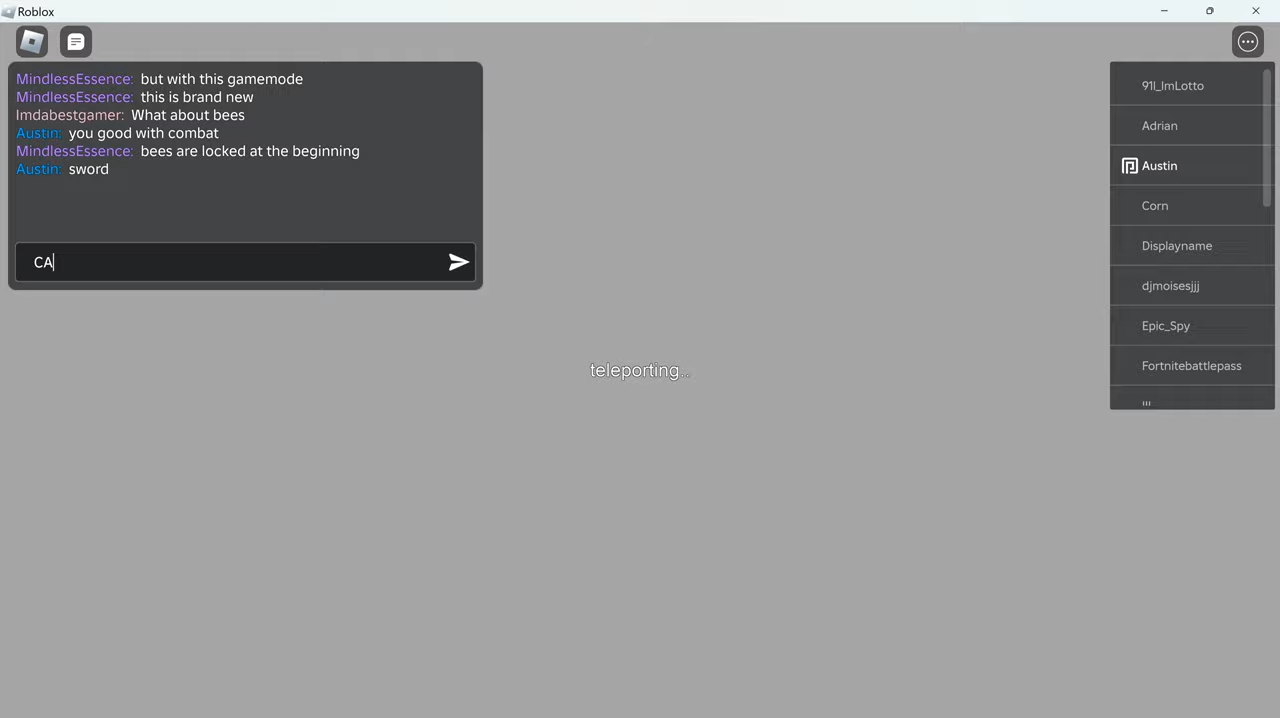 Roblox
MindlessEssence: but with this gamemode
MindlessEssence: this is brand new
Imdabestgamer: What about bees
Austin: you good with combat
MindlessEssence: bees are locked at the beginning
Austin: sword
CA
teleporting..
91l_ImLotto
Adrian
Austin
Corn
Displayname
djmoisesjjj
Epic_Spy
Fortnitebattlepass